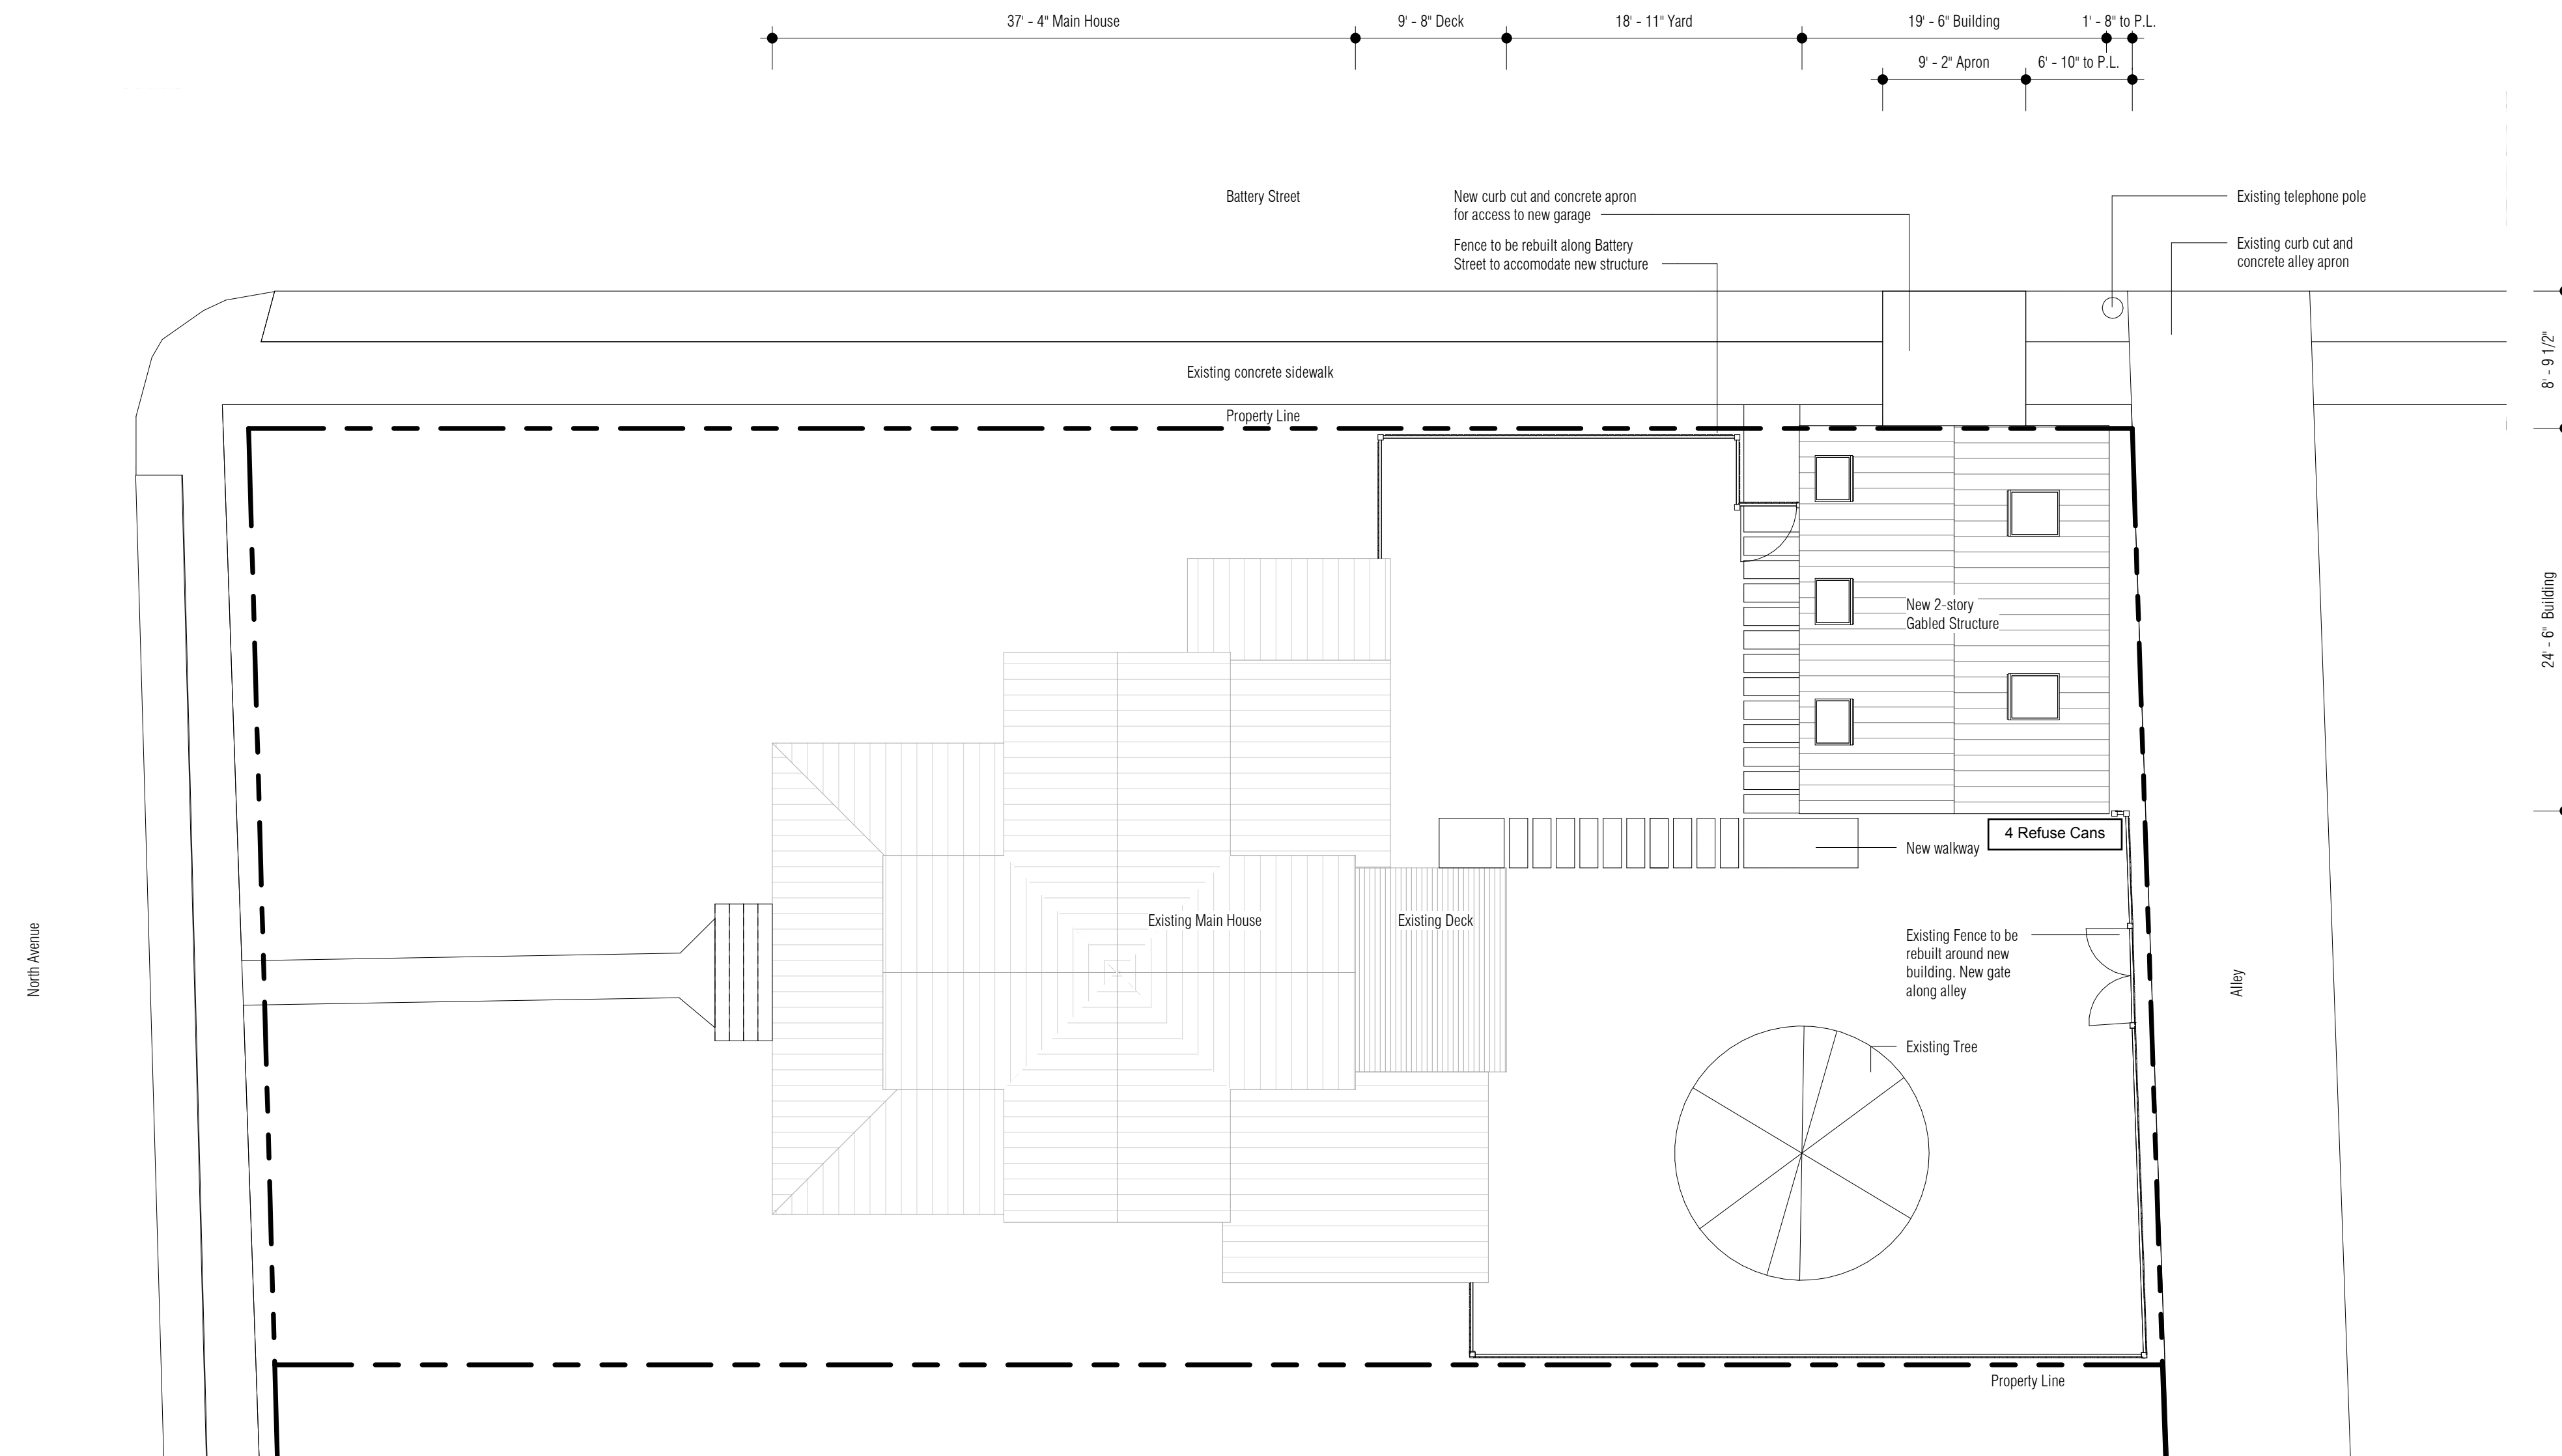 37' - 4" Main House
9' - 8" Deck
18' - 11" Yard
19' - 6" Building
1' - 8" to P.L.
9' - 2" Apron
6' - 10" to P.L.
Battery Street
New curb cut and concrete apron
for access to new garage
Existing telephone pole
Fence to be rebuilt along Battery
Street to accomodate new structure
Existing curb cut and
concrete alley apron
8' - 9 1/2"
Existing concrete sidewalk
Property Line
New 2-story
Gabled Structure
24' - 6" Building
4 Refuse Cans
New walkway
Existing Main House
Existing Deck
Existing Fence to be
rebuilt around new
building. New gate
along alley
North Avenue
Alley
Existing Tree
Property Line